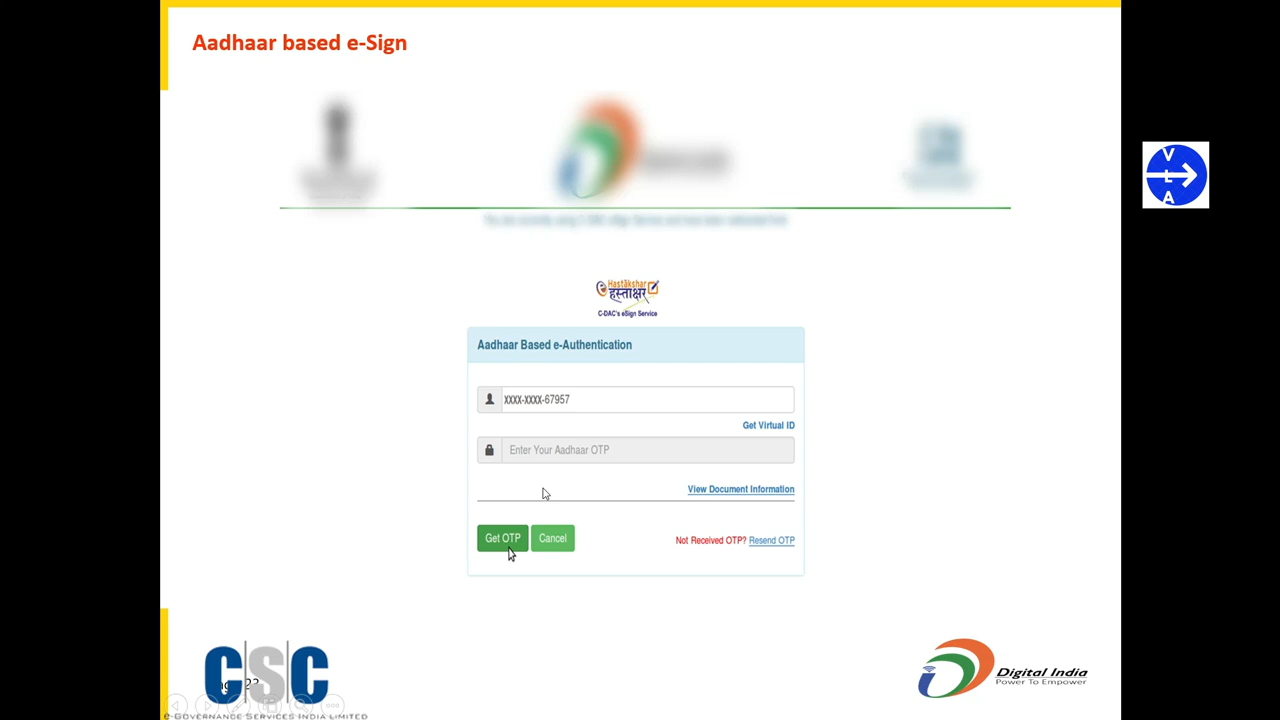 Aadhaar based e-Sign
V
L
A
Hastākshar
हस्ताक्षर
C-DAC's eSign Service
Aadhaar Based e-Authentication
XXXX-XXXX-67957
Get Virtual ID
Enter Your Aadhaar OTP
View Document Information
Get OTP Cancel Not Received OTP? Resend OTP
CSC
e-GOVERNANCE SERVICES INDIA LIMITED
Digital India
Power To Empower